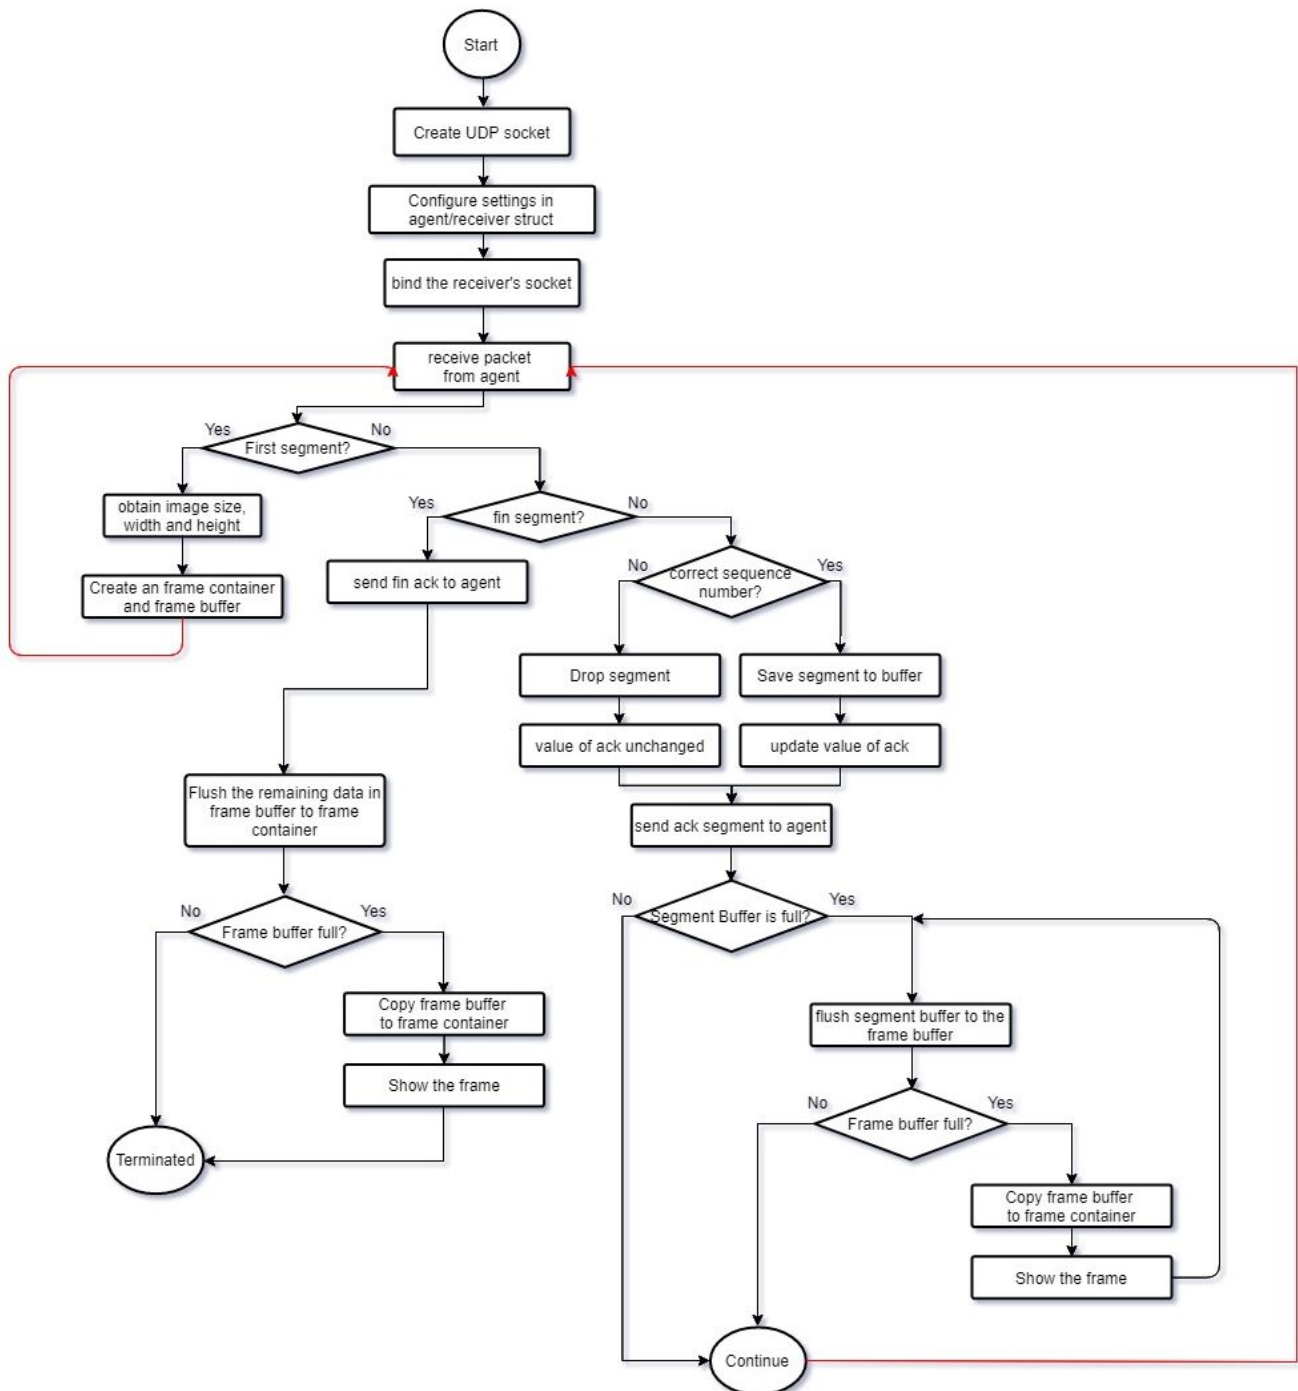 Start
Create UDP socket
Configure settings in
agent/receiver struct
bind the receiver's socket
receive packet
from agent
Yes
No
First segment?
obtain image size,
width and height
Create an frame container
and frame buffer
Yes
No
fin segment?
send fin ack to agent
No
Yes
correct sequence
number?
Drop segment
Save segment to buffer
value of ack unchanged
update value of ack
send ack segment to agent
Flush the remaining data in
frame buffer to frame
container
No
Yes
Frame buffer full?
Copy frame buffer
to frame container
Show the frame
Terminated
No
Yes
Segment Buffer is full?
flush segment buffer to the
frame buffer
No
Yes
Frame buffer full?
Copy frame buffer
to frame container
Show the frame
Continue